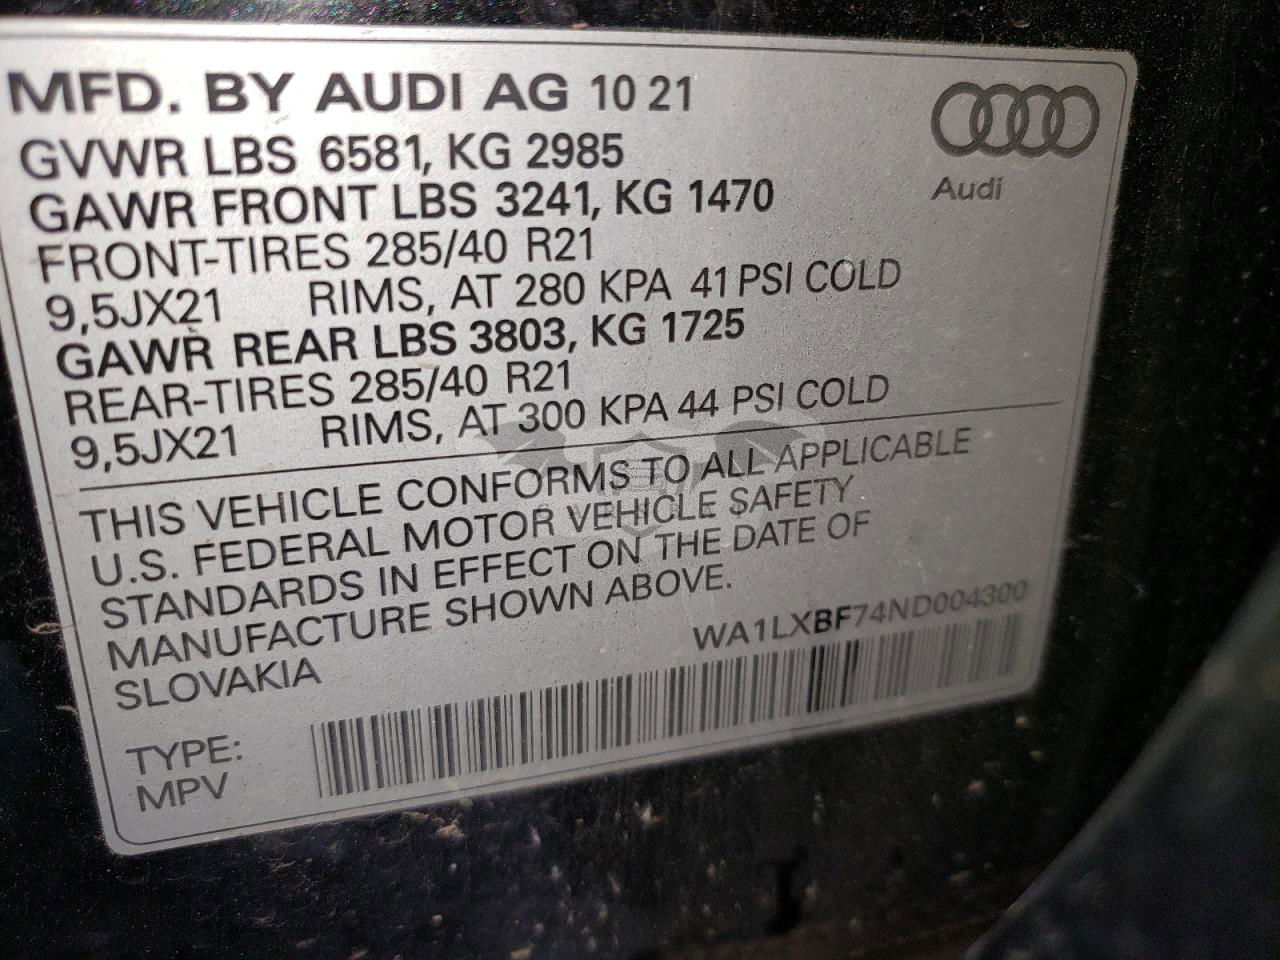 MFD. BY AUDI AG 10 21
GVWR LBS 6581, KG 2985
GAWR FRONT LBS 3241, KG 1470
FRONT-TIRES 285/40 R21
9,5JX21 RIMS, AT 280 KPA 41 PSI COLD
GAWR REAR LBS 3803, KG 1725
REAR-TIRES 285/40 R21
9,5JX21 RIMS, AT 300 KPA 44 PSI COLD
Audi
THIS VEHICLE CONFORMS TO ALL APPLICABLE
U.S. FEDERAL MOTOR VEHICLE SAFETY
STANDARDS IN EFFECT ON THE DATE OF
MANUFACTURE SHOWN ABOVE.
SLOVAKIA
WA1LXBF74ND004300
TYPE:
MPV